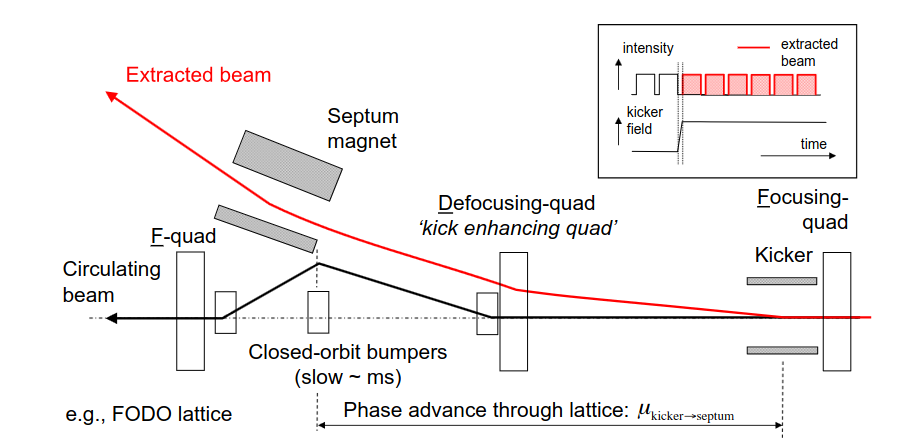 intensity
extracted
beam
kicker
field
time
Extracted beam
Septum
magnet
Defocusing-quad
‘kick enhancing quad’
Focusing-
quad
F-quad
Kicker
Circulating
beam
Closed-orbit bumpers
(slow ~ ms)
e.g., FODO lattice
Phase advance through lattice: μkicker→septum